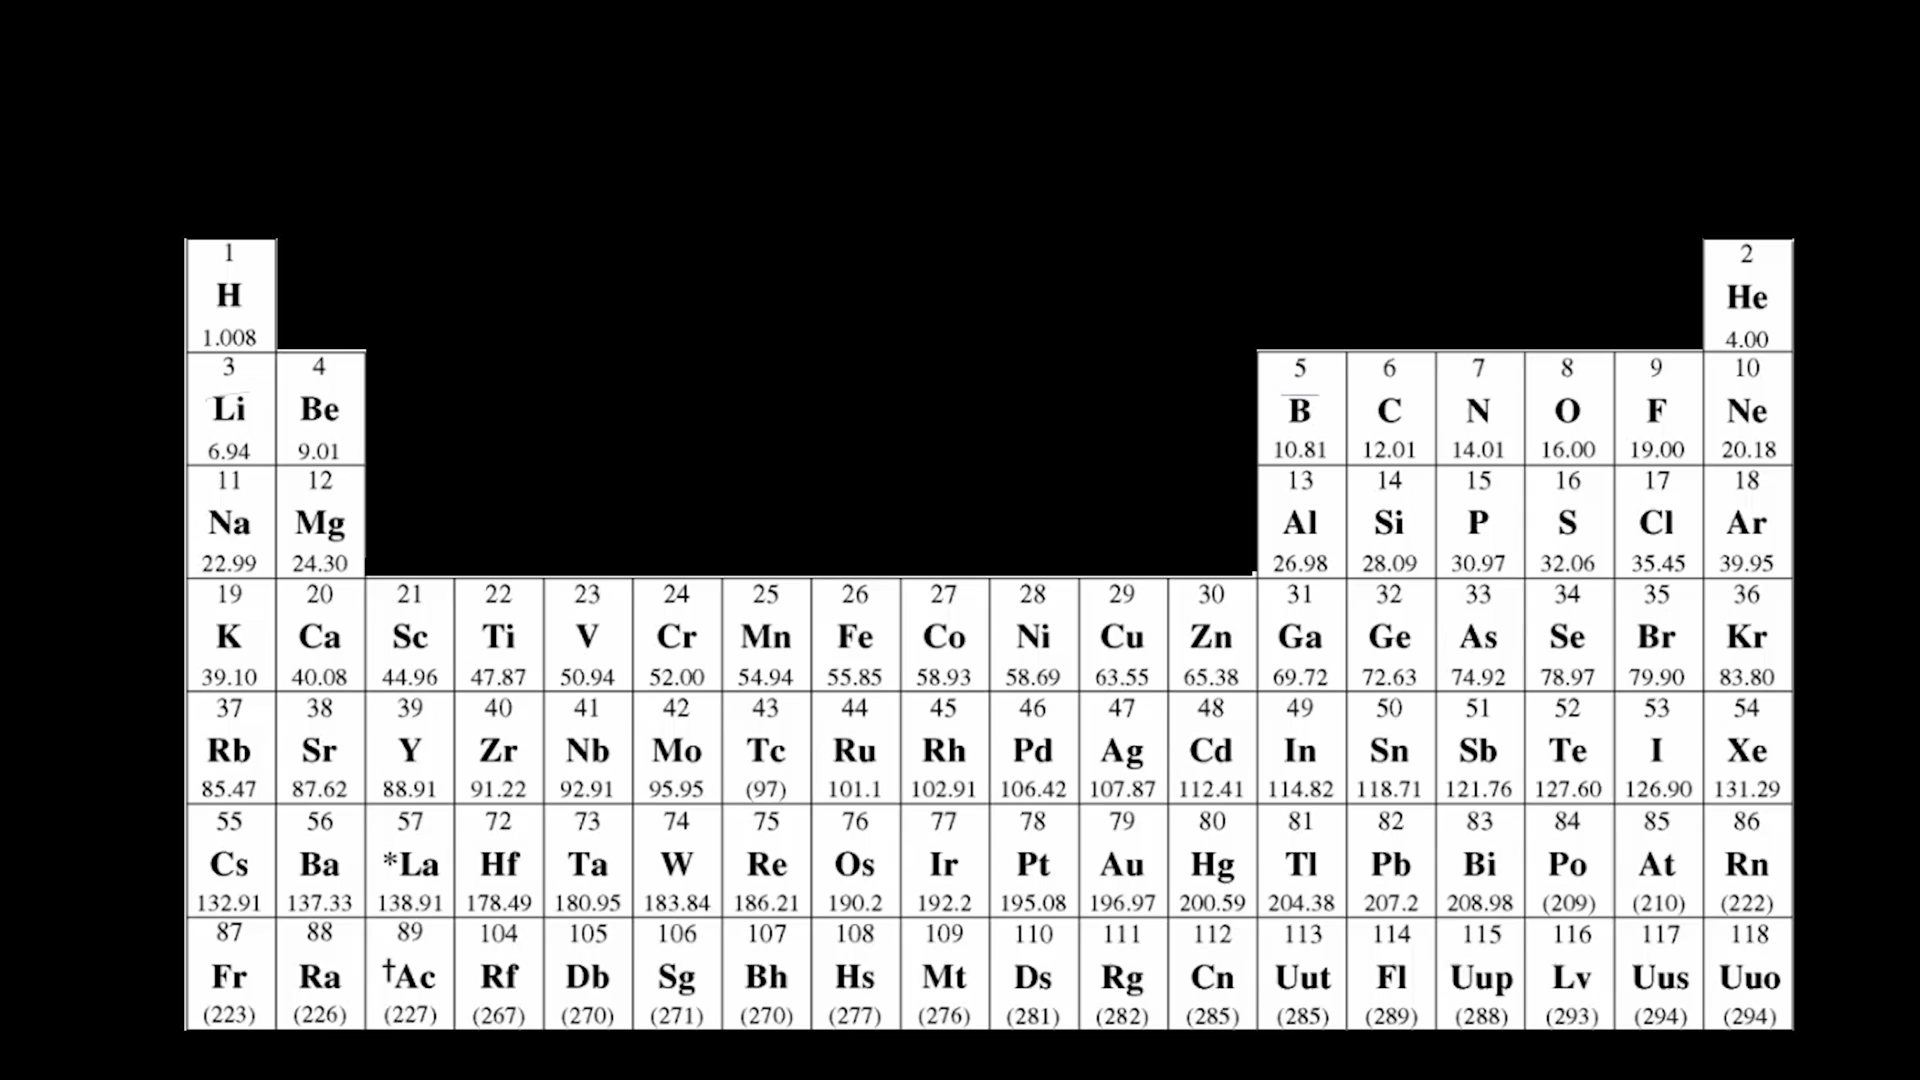 1 2
H He
1.008 4.00
3 4 5 6 7 8 9 10
Li Be B C N O F Ne
6.94 9.01 10.81 12.01 14.01 16.00 19.00 20.18
11 12 13 14 15 16 17 18
Na Mg Al Si P S Cl Ar
22.99 24.30 26.98 28.09 30.97 32.06 35.45 39.95
19 20 21 22 23 24 25 26 27 28 29 30 31 32 33 34 35 36
K Ca Sc Ti V Cr Mn Fe Co Ni Cu Zn Ga Ge As Se Br Kr
39.10 40.08 44.96 47.87 50.94 52.00 54.94 55.85 58.93 58.69 63.55 65.38 69.72 72.63 74.92 78.97 79.90 83.80
37 38 39 40 41 42 43 44 45 46 47 48 49 50 51 52 53 54
Rb Sr Y Zr Nb Mo Tc Ru Rh Pd Ag Cd In Sn Sb Te I Xe
85.47 87.62 88.91 91.22 92.91 95.95 (97) 101.1 102.91 106.42 107.87 112.41 114.82 118.71 121.76 127.60 126.90 131.29
55 56 57 72 73 74 75 76 77 78 79 80 81 82 83 84 85 86
Cs Ba *La Hf Ta W Re Os Ir Pt Au Hg Tl Pb Bi Po At Rn
132.91 137.33 138.91 178.49 180.95 183.84 186.21 190.2 192.2 195.08 196.97 200.59 204.38 207.2 208.98 (209) (210) (222)
87 88 89 104 105 106 107 108 109 110 111 112 113 114 115 116 117 118
Fr Ra †Ac Rf Db Sg Bh Hs Mt Ds Rg Cn Uut Fl Uup Lv Uus Uuo
(223) (226) (227) (267) (270) (271) (270) (277) (276) (281) (282) (285) (285) (289) (288) (293) (294) (294)